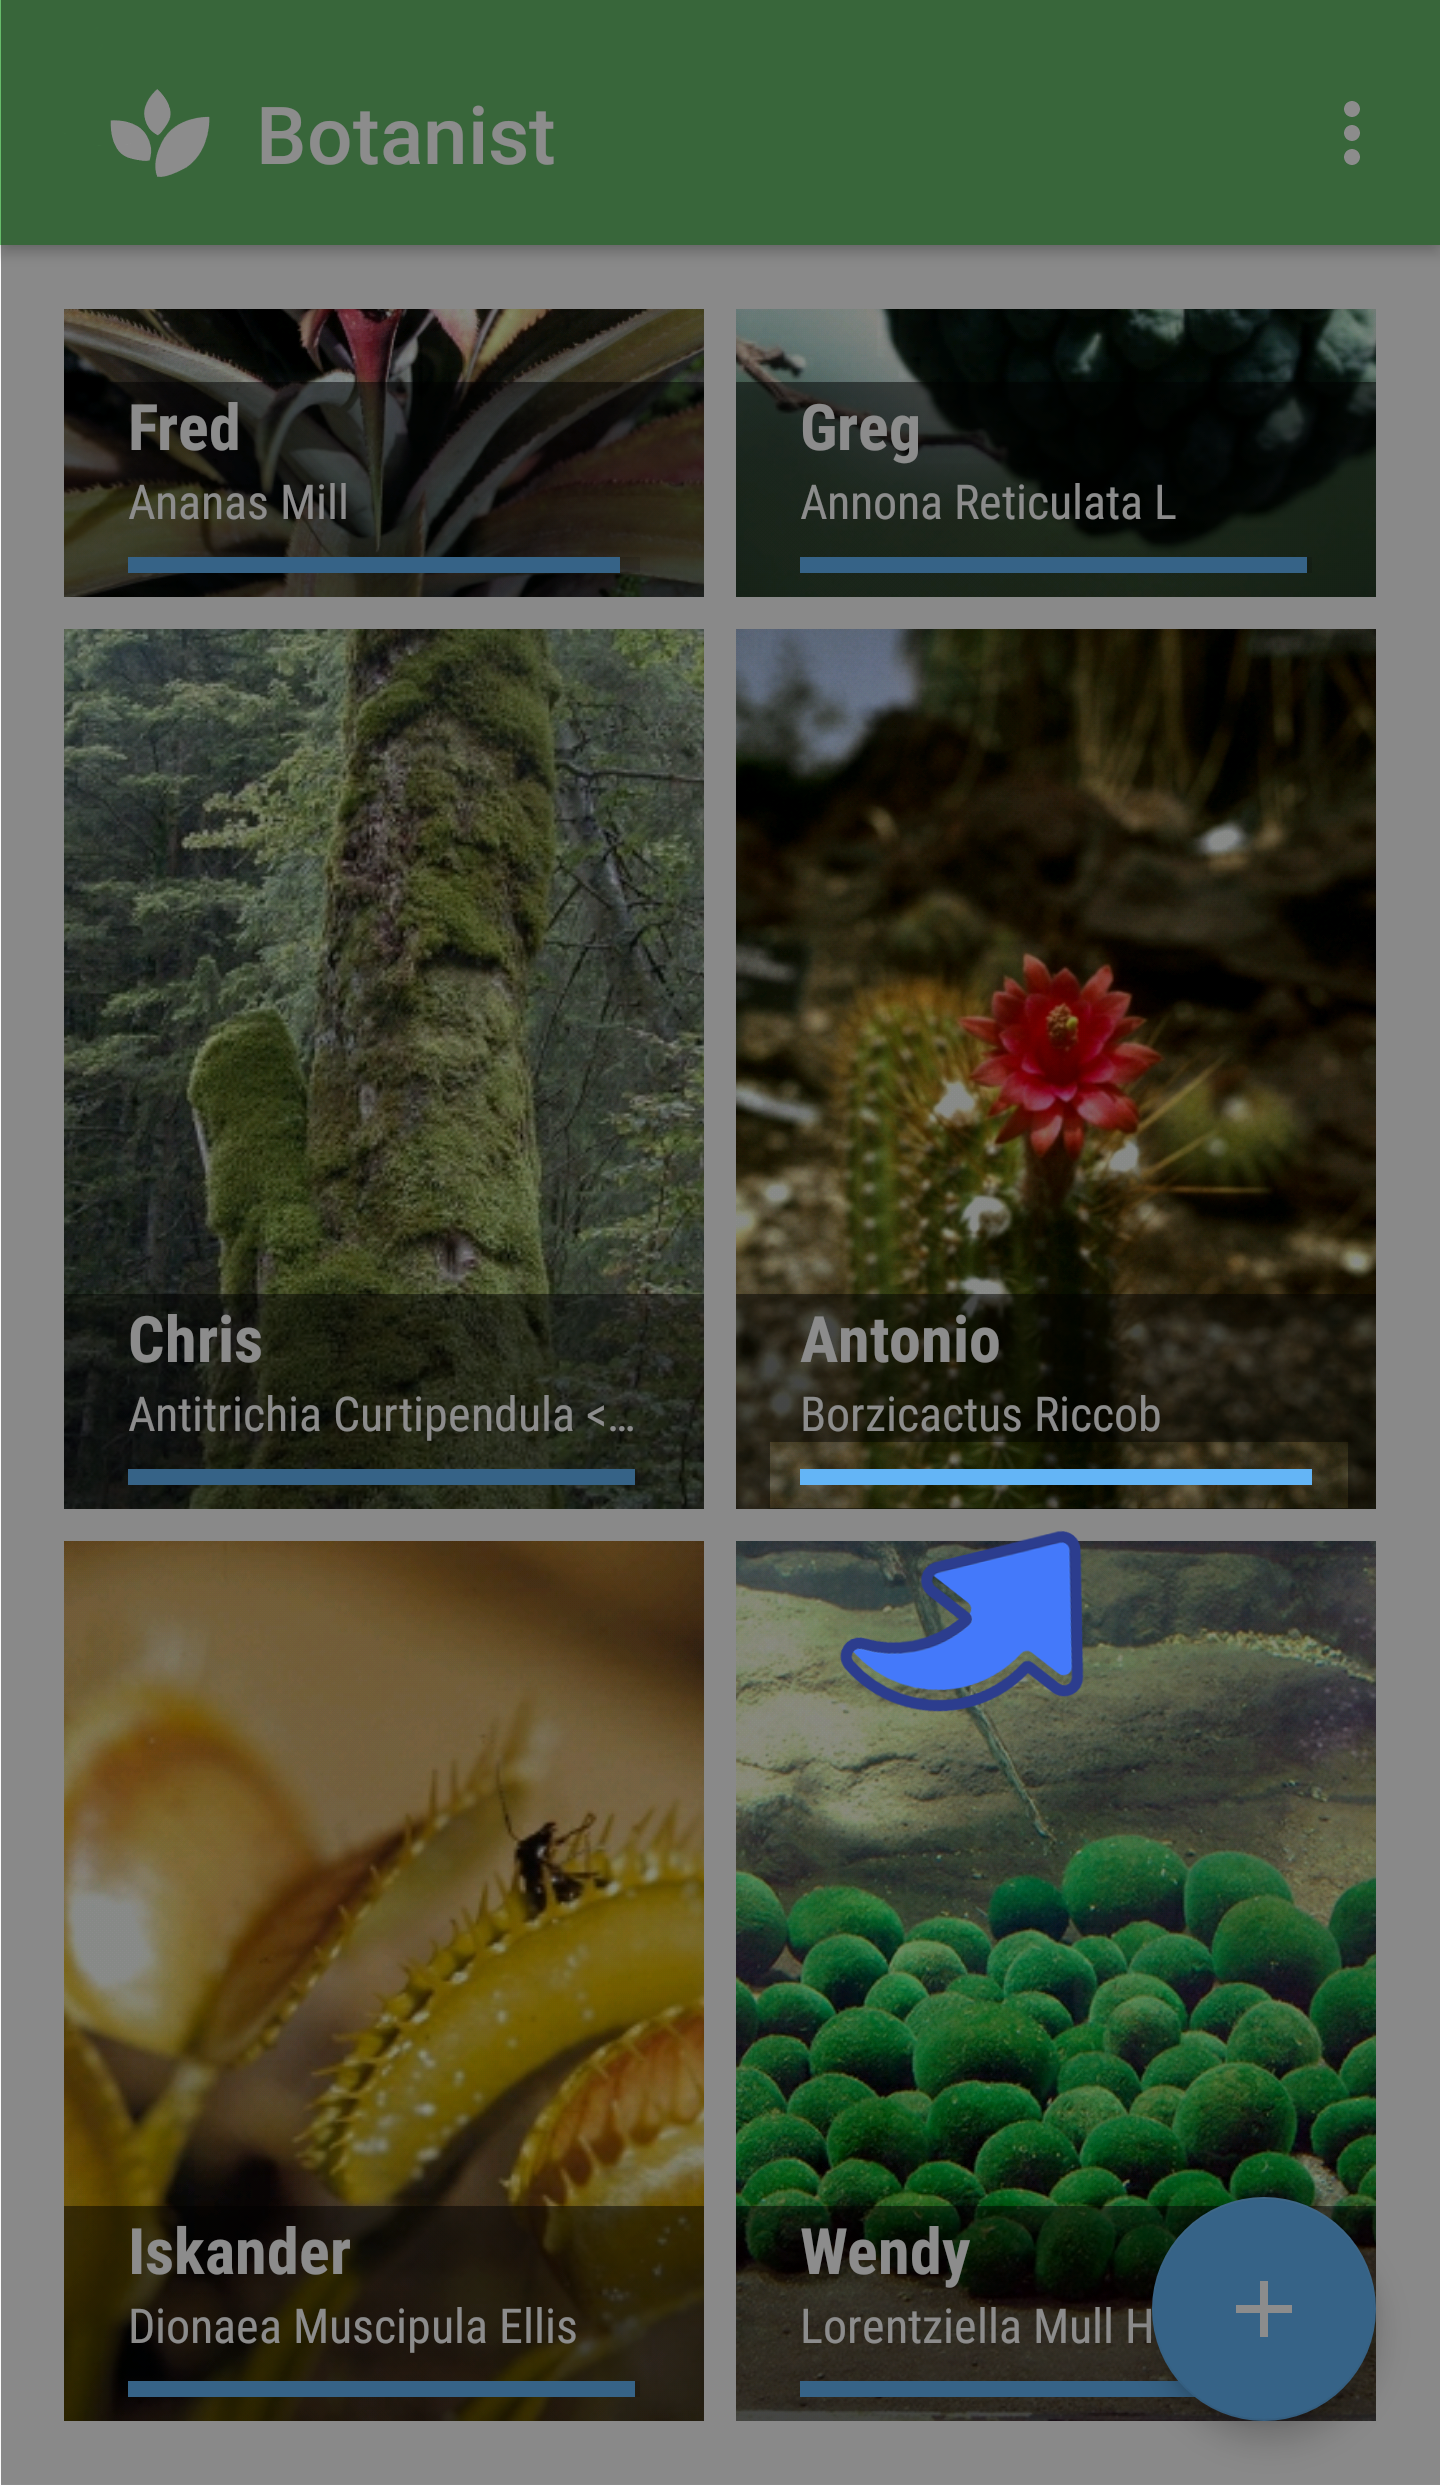 Botanist
Fred
Ananas Mill
Greg
Annona Reticulata L
Chris
Antitrichia Curtipendula <...
Antonio
Borzicactus Riccob
Iskander
Dionaea Muscipula Ellis
Wendy
Lorentziella Mull H